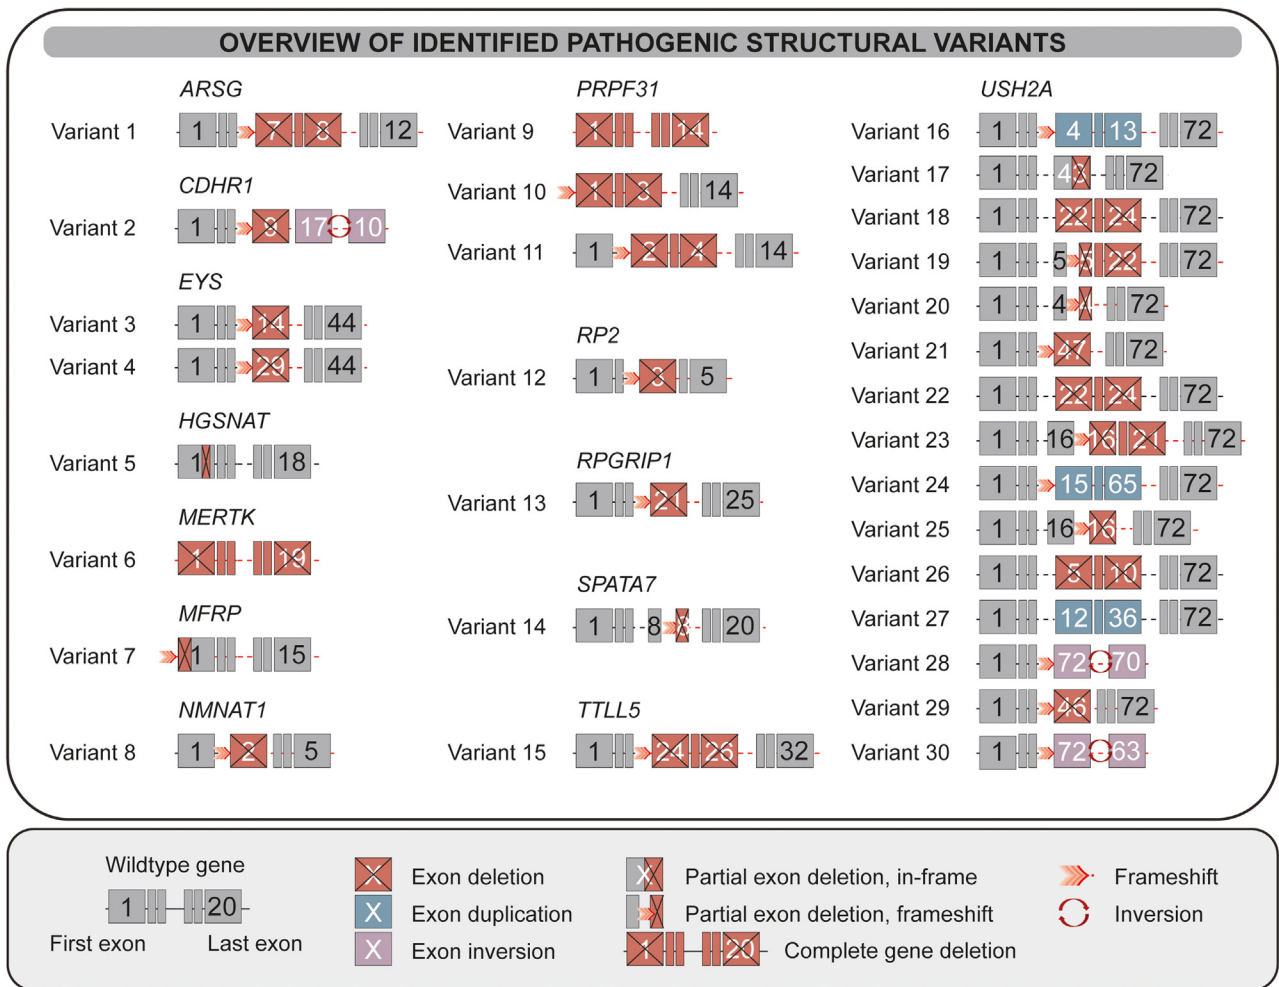 OVERVIEW OF IDENTIFIED PATHOGENIC STRUCTURAL VARIANTS
ARSG
Variant 1 1 7 8 12
CDHR1
Variant 2 1 9 17 10
EYS
Variant 3 1 14 44
Variant 4 1 29 44
HGSNAT
Variant 5 1 18
MERTK
Variant 6 1 19
MFRP
Variant 7 1 15
NMNAT1
Variant 8 1 2 5
PRPF31
Variant 9 1 14
Variant 10 1 3 14
Variant 11 1 2 4 14
RP2
Variant 12 1 3 5
RPGRIP1
Variant 13 1 21 25
SPATA7
Variant 14 1 8 20
TTLL5
Variant 15 1 24 26 32
USH2A
Variant 16 1 4 13 72
Variant 17 1 43 72
Variant 18 1 22 24 72
Variant 19 1 5 5 22 72
Variant 20 1 4 4 72
Variant 21 1 47 72
Variant 22 1 22 24 72
Variant 23 1 16 16 21 72
Variant 24 1 15 65 72
Variant 25 1 16 16 72
Variant 26 1 5 10 72
Variant 27 1 12 36 72
Variant 28 1 72 70
Variant 29 1 46 72
Variant 30 1 72 63
Wildtype gene
1 20
First exon Last exon
X Exon deletion
X Exon duplication
X Exon inversion
X Partial exon deletion, in-frame
Partial exon deletion, frameshift
1 20 Complete gene deletion
Frameshift
Inversion